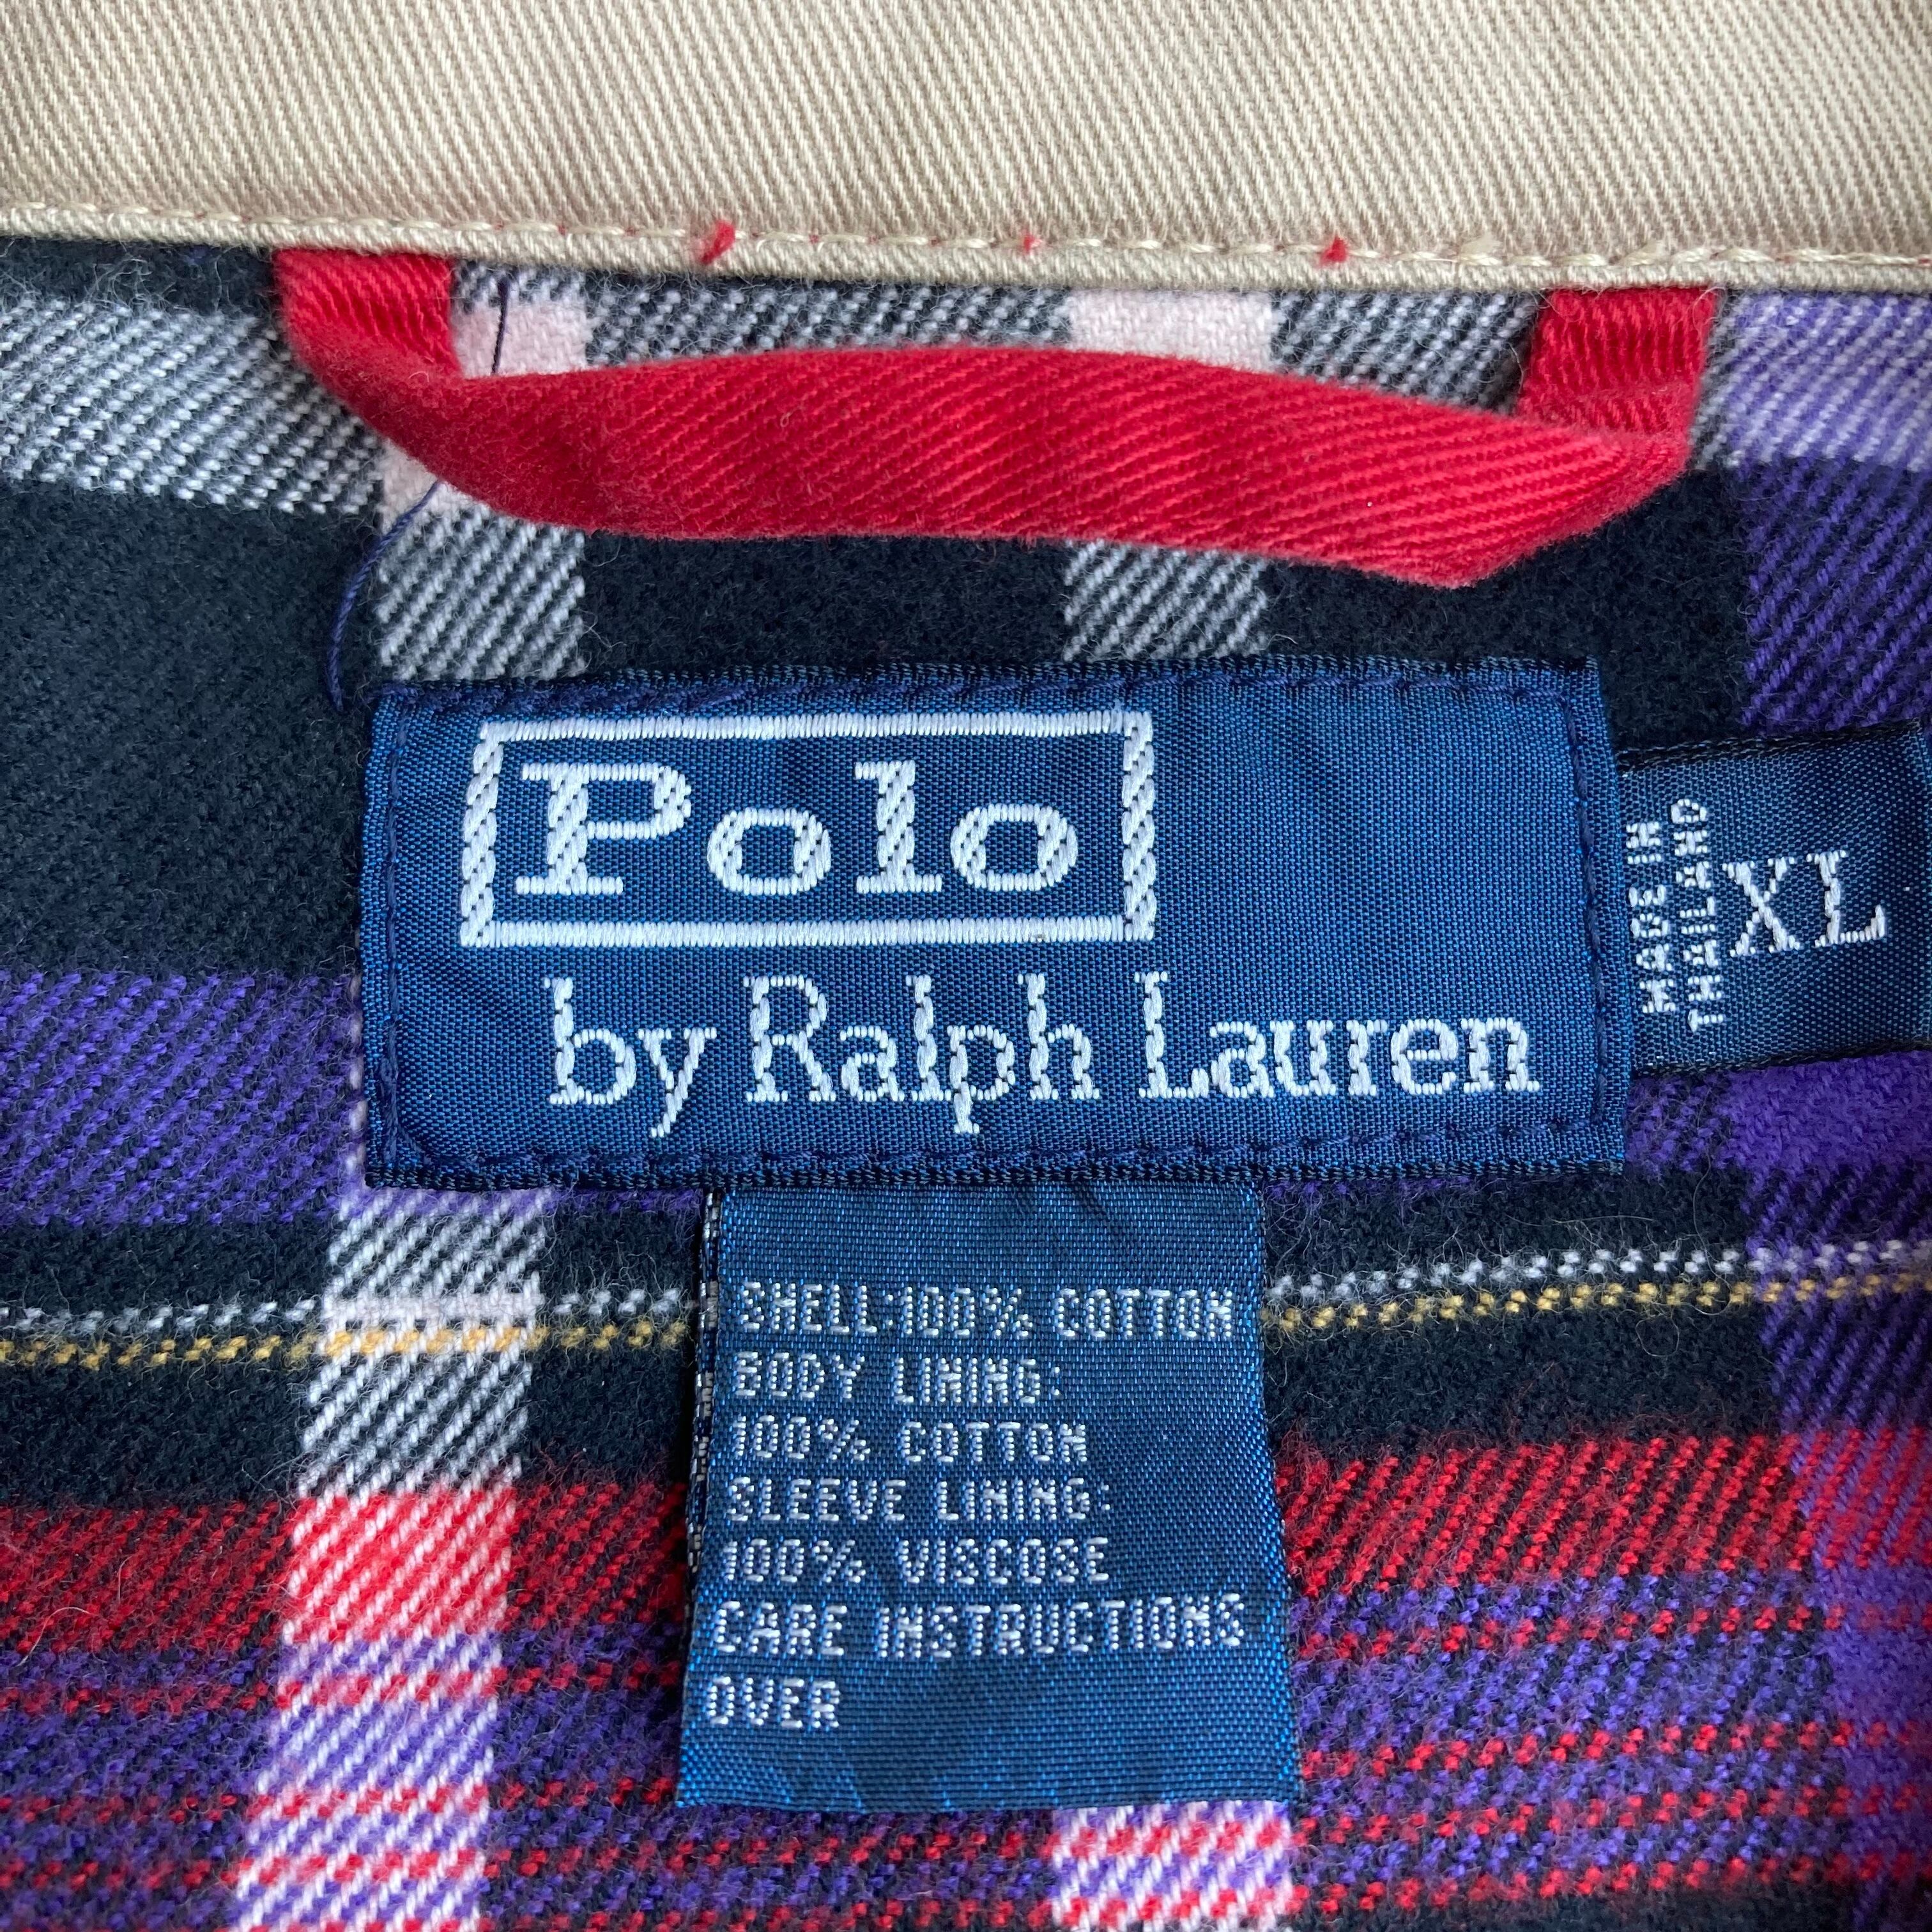 Polo
by Ralph Lauren
MADE IN
THAILAND
XL
SHELL:100% COTTON
BODY LINING:
100% COTTON
SLEEVE LINING:
100% VISCOSE
CARE INSTRUCTIONS
OVER